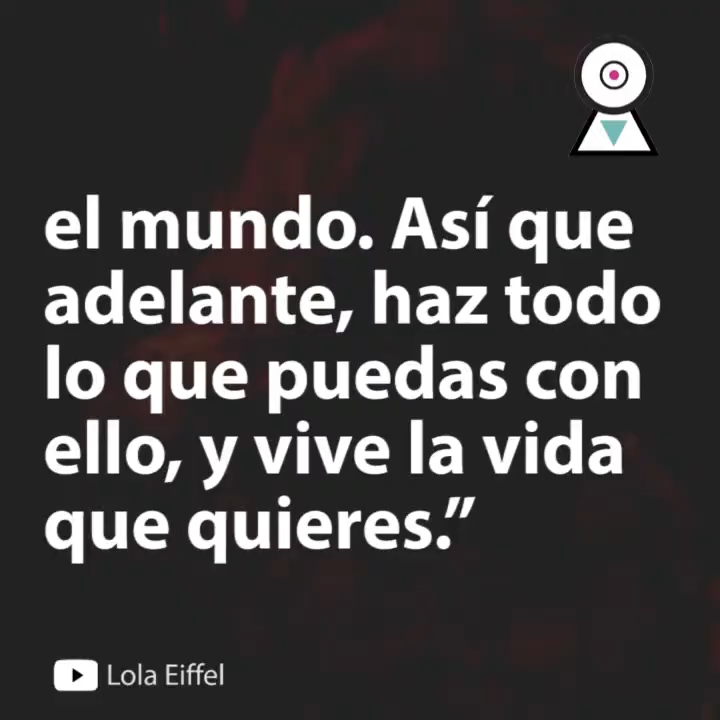 el mundo. Así que
adelante, haz todo
lo que puedas con
ello, y vive la vida
que quieres.”
Lola Eiffel